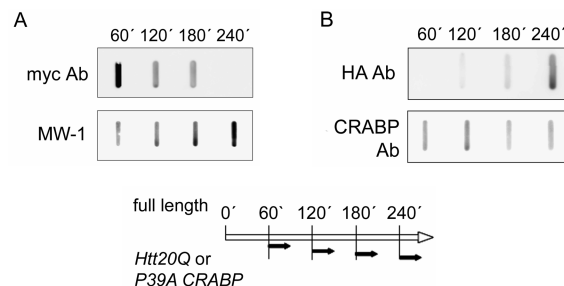 A
60´ 120´ 180´ 240´
myc Ab
MW-1
B
60´ 120´ 180´ 240´
HA Ab
CRABP
Ab
full length
0´ 60` 120` 180` 240´
Htt20Q or
P39A CRABP